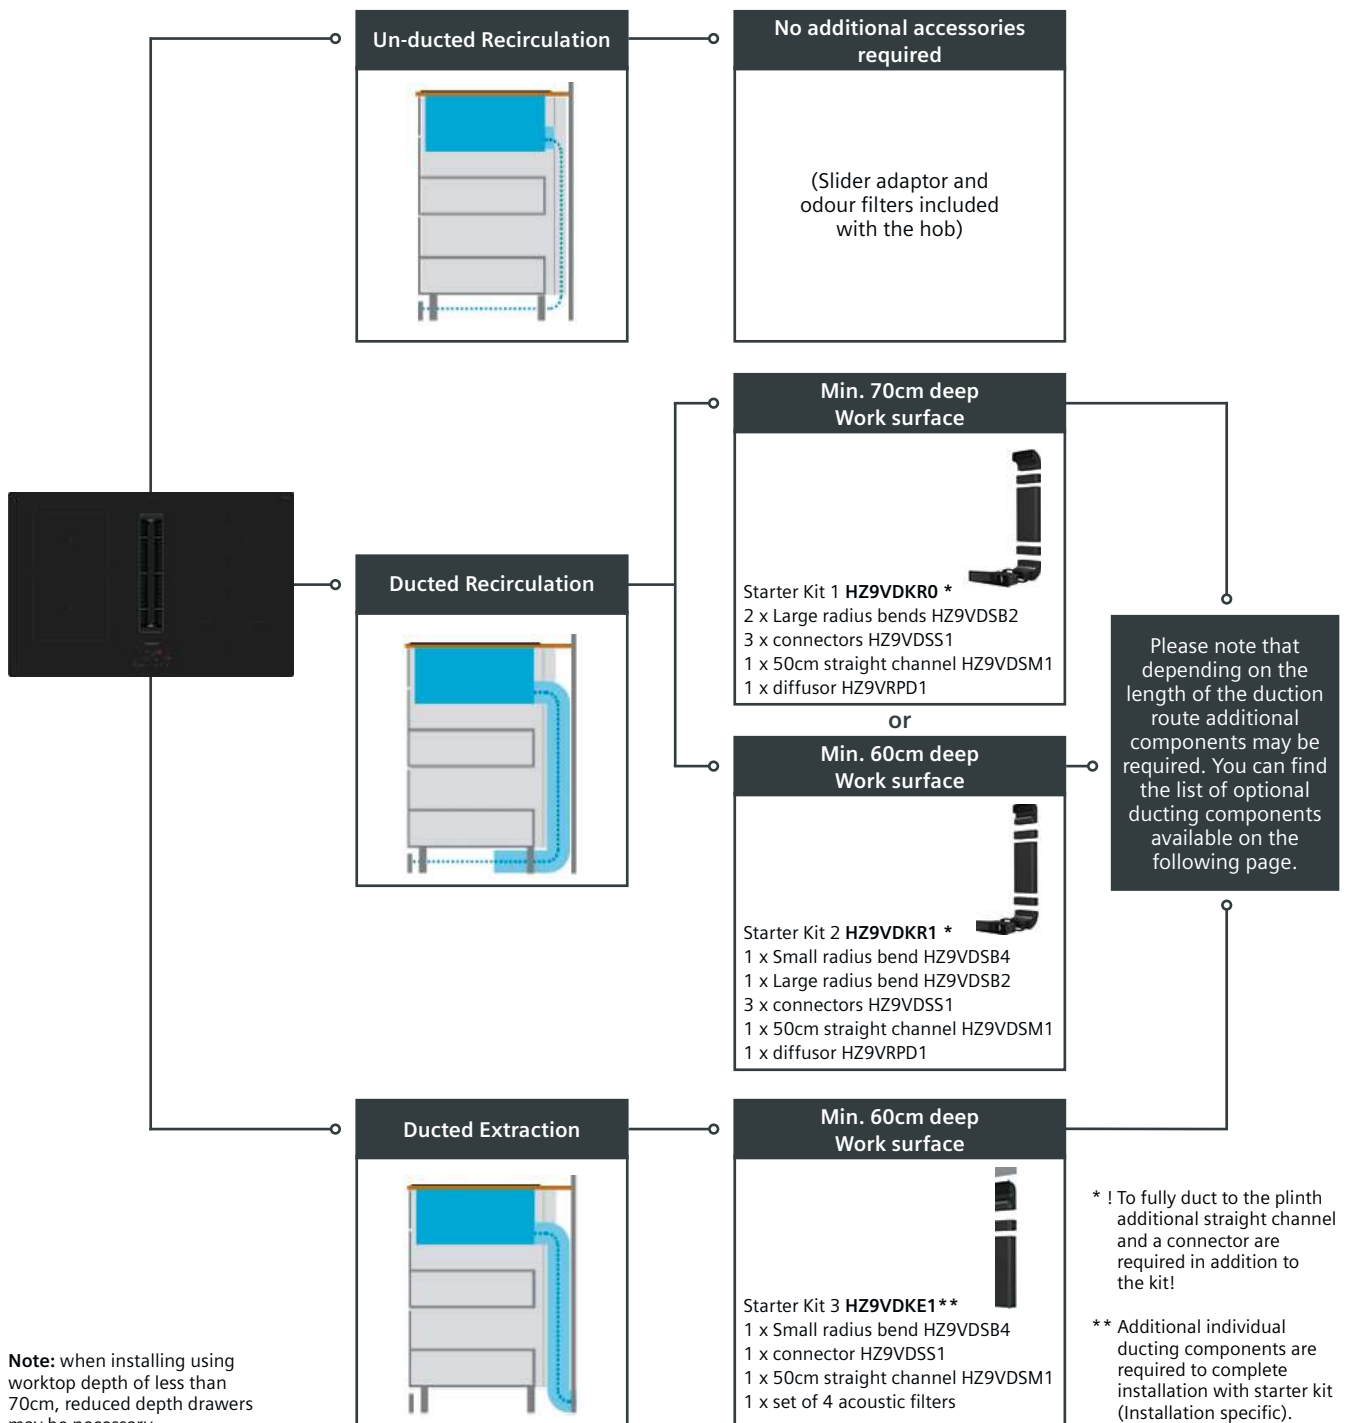 Un-ducted Recirculation
No additional accessories
required
(Slider adaptor and
odour filters included
with the hob)
Ducted Recirculation
Min. 70cm deep
Work surface
Starter Kit 1 HZ9VDKR0 *
2 x Large radius bends HZ9VDSB2
3 x connectors HZ9VDSS1
1 x 50cm straight channel HZ9VDSM1
1 x diffusor HZ9VRPD1
or
Min. 60cm deep
Work surface
Starter Kit 2 HZ9VDKR1 *
1 x Small radius bend HZ9VDSB4
1 x Large radius bend HZ9VDSB2
3 x connectors HZ9VDSS1
1 x 50cm straight channel HZ9VDSM1
1 x diffusor HZ9VRPD1
Please note that
depending on the
length of the duction
route additional
components may be
required. You can find
the list of optional
ducting components
available on the
following page.
Ducted Extraction
Min. 60cm deep
Work surface
Starter Kit 3 HZ9VDKE1**
1 x Small radius bend HZ9VDSB4
1 x connector HZ9VDSS1
1 x 50cm straight channel HZ9VDSM1
1 x set of 4 acoustic filters
* ! To fully duct to the plinth
additional straight channel
and a connector are
required in addition to
the kit!
** Additional individual
ducting components are
required to complete
installation with starter kit
(Installation specific).
Note: when installing using
worktop depth of less than
70cm, reduced depth drawers
may be necessary